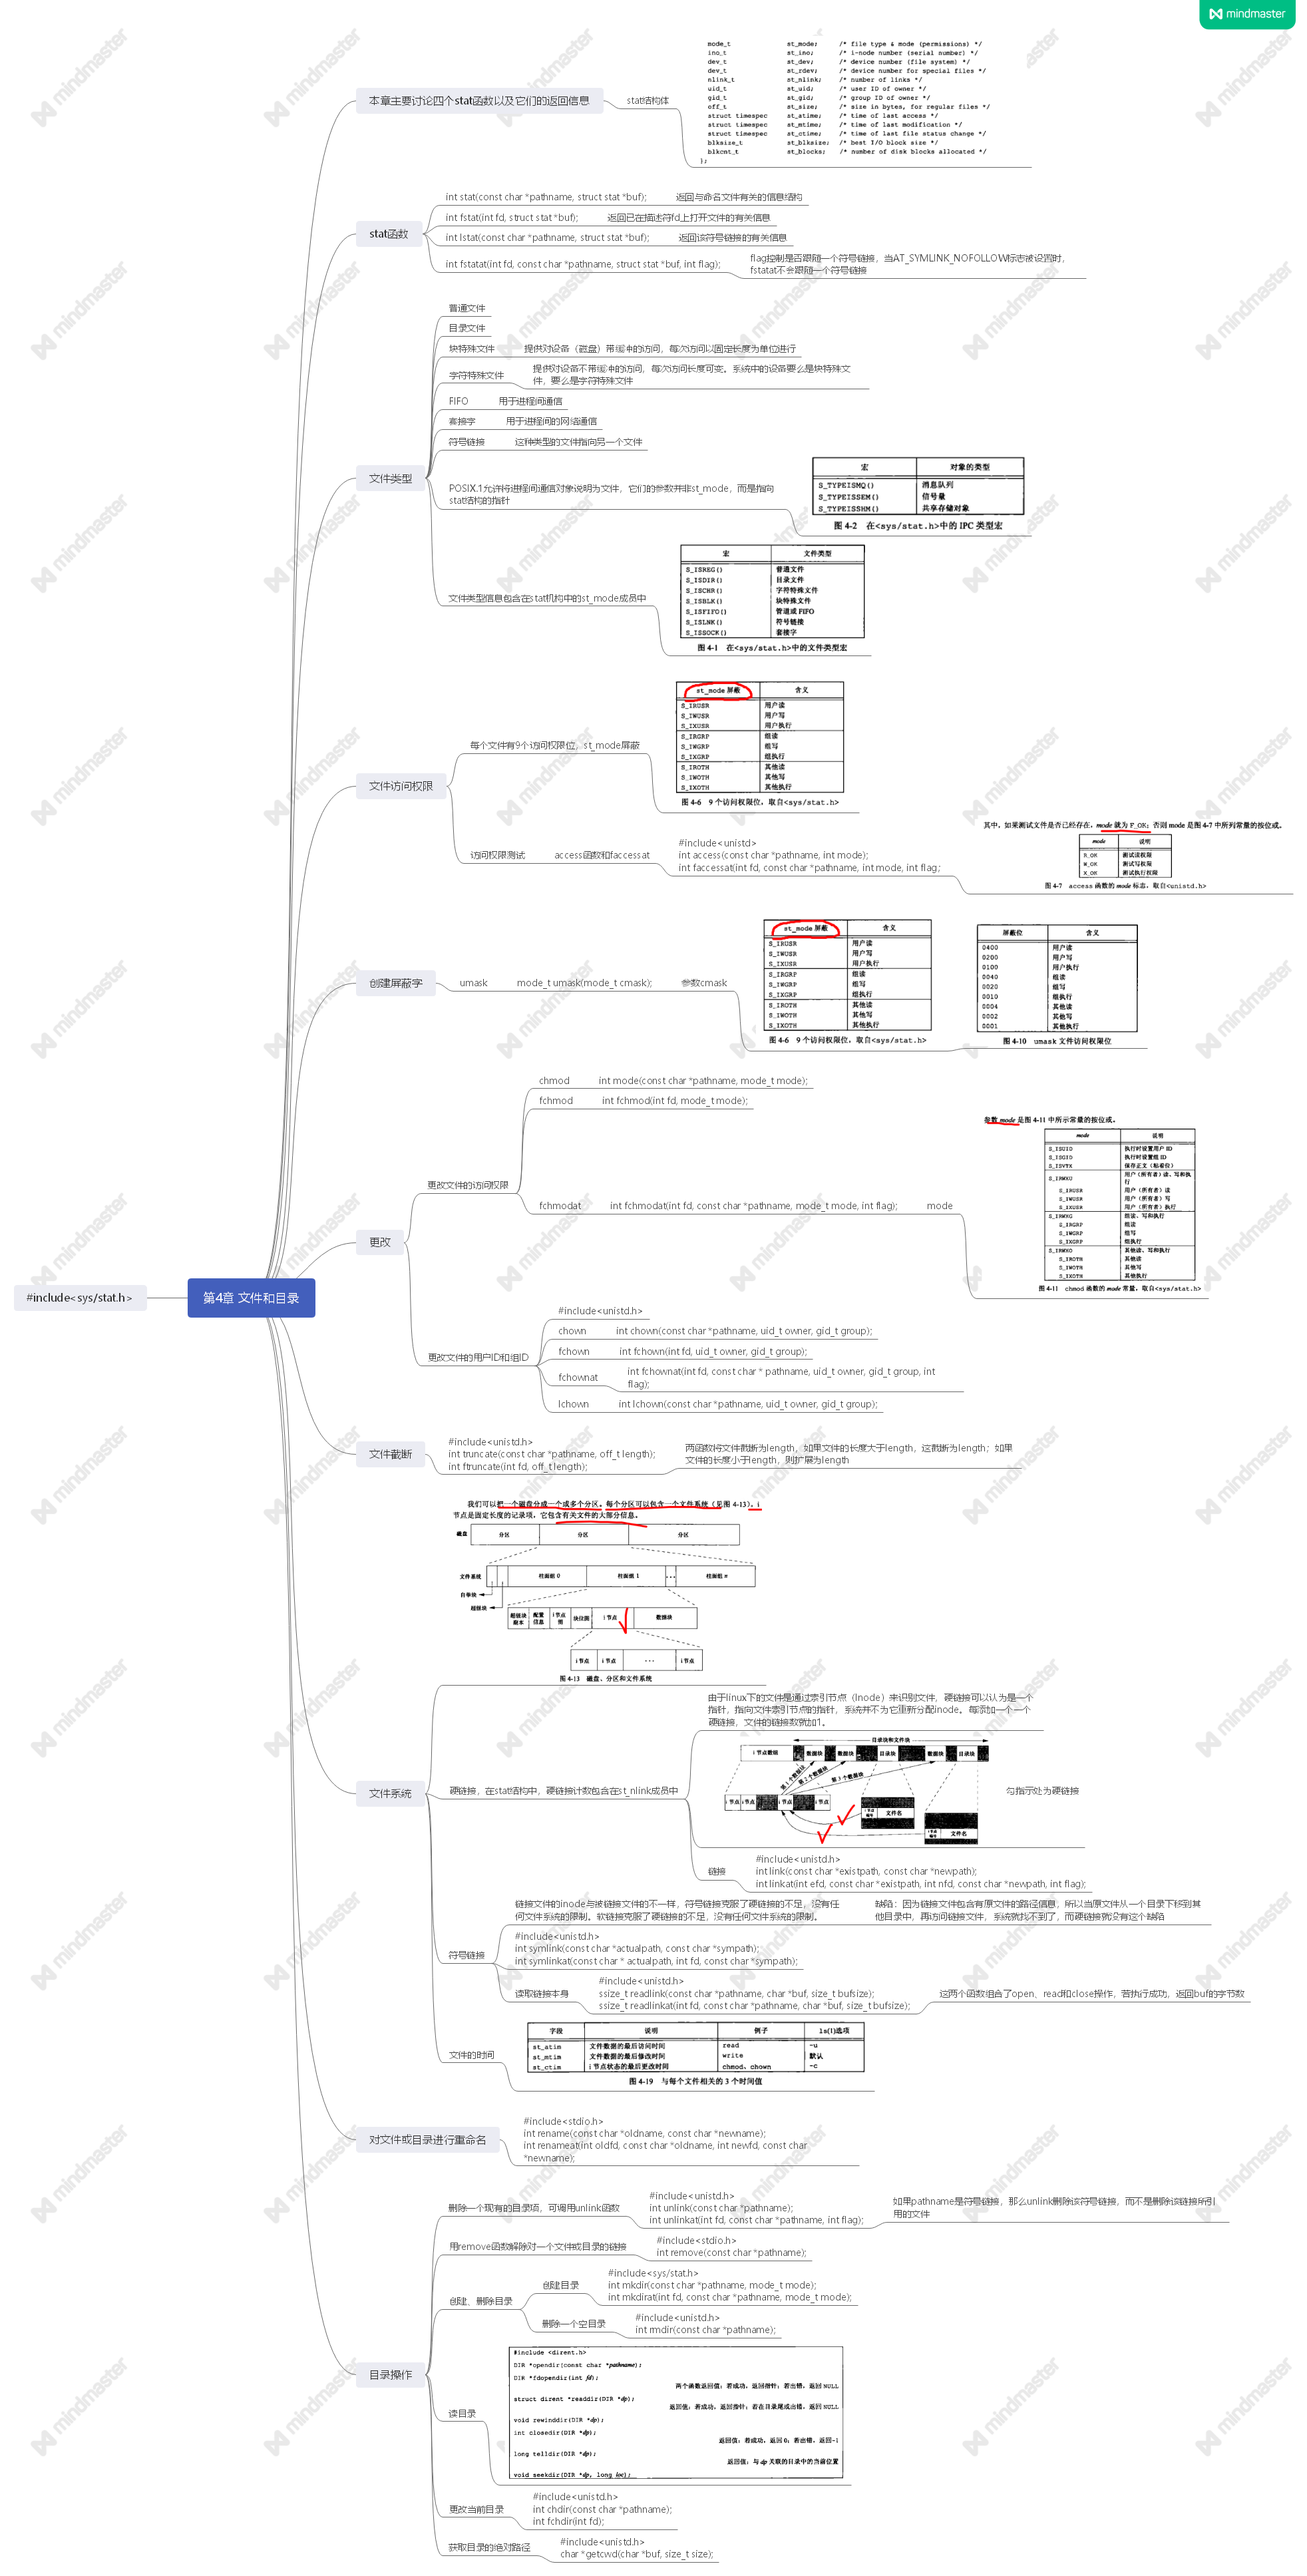 mindmaster
mode_t st_mode; /* file type & mode (permissions) */
ino_t st_ino; /* i-node number (serial number) */
dev_t st_dev; /* device number (file system) */
dev_t st_rdev; /* device number for special files */
nlink_t st_nlink; /* number of links */
uid_t st_uid; /* user ID of owner */
gid_t st_gid; /* group ID of owner */
off_t st_size; /* size in bytes, for regular files */
struct timespec st_atime; /* time of last access */
struct timespec st_mtime; /* time of last modification */
struct timespec st_ctime; /* time of last file status change */
blksize_t st_blksize; /* best I/O block size */
blkcnt_t st_blocks; /* number of disk blocks allocated */
};
本章主要讨论四个stat函数以及它们的返回信息
stat结构体
stat函数
int stat(const char *pathname, struct stat *buf); 返回与命名文件有关的信息结构
int fstat(int fd, struct stat *buf); 返回已在描述符fd上打开文件的有关信息
int lstat(const char *pathname, struct stat *buf); 返回该符号链接的有关信息
int fstatat(int fd, const char *pathname, struct stat *buf, int flag);
flag控制是否跟随一个符号链接，当AT_SYMLINK_NOFOLLOW标志被设置时，
fstatat不会跟随一个符号链接
文件类型
普通文件
目录文件
块特殊文件 提供对设备（磁盘）带缓冲的访问，每次访问以固定长度为单位进行
字符特殊文件
提供对设备不带缓冲的访问，每次访问长度可变。系统中的设备要么是块特殊文
件，要么是字符特殊文件
FIFO 用于进程间通信
套接字 用于进程间的网络通信
符号链接 这种类型的文件指向另一个文件
POSIX.1允许将进程间通信对象说明为文件，它们的参数并非st_mode，而是指向
stat结构的指针
宏 对象的类型
S_TYPEISMQ() 消息队列
S_TYPEISSEM() 信号量
S_TYPEISSHM() 共享存储对象
图 4-2 在<sys/stat.h>中的 IPC 类型宏
文件类型信息包含在stat机构中的st_mode成员中
宏 文件类型
S_ISREG() 普通文件
S_ISDIR() 目录文件
S_ISCHR() 字符特殊文件
S_ISBLK() 块特殊文件
S_ISFIFO() 管道或 FIFO
S_ISLNK() 符号链接
S_ISSOCK() 套接字
图 4-1 在<sys/stat.h>中的文件类型宏
文件访问权限
每个文件有9个访问权限位，st_mode屏蔽
st_mode 屏蔽 含义
S_IRUSR 用户读
S_IWUSR 用户写
S_IXUSR 用户执行
S_IRGRP 组读
S_IWGRP 组写
S_IXGRP 组执行
S_IROTH 其他读
S_IWOTH 其他写
S_IXOTH 其他执行
图 4-6 9 个访问权限位，取自<sys/stat.h>
访问权限测试 access函数和faccessat
#include<unistd>
int access(const char *pathname, int mode);
int faccessat(int fd, const char *pathname, int mode, int flag;
其中，如果测试文件是否已经存在，mode 就为 F_OK；否则 mode 是图 4-7 中所列常量的按位或。
mode 说明
R_OK 测试读权限
W_OK 测试写权限
X_OK 测试执行权限
图 4-7 access 函数的 mode 标志，取自<unistd.h>
创建屏蔽字
umask mode_t umask(mode_t cmask); 参数cmask
st_mode 屏蔽 含义
S_IRUSR 用户读
S_IWUSR 用户写
S_IXUSR 用户执行
S_IRGRP 组读
S_IWGRP 组写
S_IXGRP 组执行
S_IROTH 其他读
S_IWOTH 其他写
S_IXOTH 其他执行
图 4-6 9 个访问权限位，取自<sys/stat.h>
屏蔽位 含义
0400 用户读
0200 用户写
0100 用户执行
0040 组读
0020 组写
0010 组执行
0004 其他读
0002 其他写
0001 其他执行
图 4-10 umask 文件访问权限位
更改
更改文件的访问权限
chmod int mode(const char *pathname, mode_t mode);
fchmod int fchmod(int fd, mode_t mode);
fchmodat int fchmodat(int fd, const char *pathname, mode_t mode, int flag); mode
参数 mode 是图 4-11 中所示常量的按位或。
mode 说明
S_ISUID 执行时设置用户 ID
S_ISGID 执行时设置组 ID
S_ISVTX 保存正文（粘着位）
S_IRWXU 用户（所有者）读、写和执
行
S_IRUSR 用户（所有者）读
S_IWUSR 用户（所有者）写
S_IXUSR 用户（所有者）执行
S_IRWXG 组读、写和执行
S_IRGRP 组读
S_IWGRP 组写
S_IXGRP 组执行
S_IRWXO 其他读、写和执行
S_IROTH 其他读
S_IWOTH 其他写
S_IXOTH 其他执行
图 4-11 chmod 函数的 mode 常量，取自<sys/stat.h>
#include<sys/stat.h>
第4章 文件和目录
更改文件的用户ID和组ID
#include<unistd.h>
chown int chown(const char *pathname, uid_t owner, gid_t group);
fchown int fchown(int fd, uid_t owner, gid_t group);
fchownat
int fchownat(int fd, const char * pathname, uid_t owner, gid_t group, int
flag);
lchown int lchown(const char *pathname, uid_t owner, gid_t group);
文件截断
#include<unistd.h>
int truncate(const char *pathname, off_t length);
int ftruncate(int fd, off_t length);
两函数将文件截断为length，如果文件的长度大于length，这截断为length；如果
文件的长度小于length，则扩展为length
文件系统
我们可以把一个磁盘分成一个或多个分区。每个分区可以包含一个文件系统（见图 4-13）。i
节点是固定长度的记录项，它包含有关文件的大部分信息。
磁盘 分区 分区 分区
文件系统 柱面组 0 柱面组 1 ... 柱面组 n
自举块
超级块
超级块 配置 i节点 块位图 i 节点 数据块
副本 信息 图
i 节点 i 节点 ... i 节点
图 4-13 磁盘、分区和文件系统
硬链接，在stat结构中，硬链接计数包含在st_nlink成员中
由于linux下的文件是通过索引节点（Inode）来识别文件，硬链接可以认为是一个
指针，指向文件索引节点的指针，系统并不为它重新分配inode。每添加一个一个
硬链接，文件的链接数就加1。
目录块和文件块
i 节点数组 数据块 数据块 目录块 数据块 目录块
第 1 个数据块
第 2 个数据块
第 3 个数据块
i 节点 i 节点 i 节点 i 节点
i 节点 文件名
编号
i 节点 文件名
编号
勾指示处为硬链接
链接
#include<unistd.h>
int link(const char *existpath, const char *newpath);
int linkat(int efd, const char *existpath, int nfd, const char *newpath, int flag);
符号链接
链接文件的inode与被链接文件的不一样，符号链接克服了硬链接的不足，没有任
何文件系统的限制。软链接克服了硬链接的不足，没有任何文件系统的限制。
缺陷：因为链接文件包含有原文件的路径信息，所以当原文件从一个目录下移到其
他目录中，再访问链接文件，系统就找不到了，而硬链接就没有这个缺陷
#include<unistd.h>
int symlink(const char *actualpath, const char *sympath);
int symlinkat(const char * actualpath, int fd, const char *sympath);
读取链接本身
#include<unistd.h>
ssize_t readlink(const char *pathname, char *buf, size_t bufsize);
ssize_t readlinkat(int fd, const char *pathname, char *buf, size_t bufsize);
这两个函数组合了open、read和close操作，若执行成功，返回buf的字节数
文件的时间
字段 说明 例子 ls(1)选项
st_atim 文件数据的最后访问时间 read -u
st_mtim 文件数据的最后修改时间 write 默认
st_ctim i 节点状态的最后更改时间 chmod、chown -c
图 4-19 与每个文件相关的 3 个时间值
对文件或目录进行重命名
#include<stdio.h>
int rename(const char *oldname, const char *newname);
int renameat(int oldfd, const char *oldname, int newfd, const char
*newname);
目录操作
删除一个现有的目录项，可调用unlink函数
#include<unistd.h>
int unlink(const char *pathname);
int unlinkat(int fd, const char *pathname, int flag);
如果pathname是符号链接，那么unlink删除该符号链接，而不是删除该链接所引
用的文件
用remove函数解除对一个文件或目录的链接
#include<stdio.h>
int remove(const char *pathname);
创建、删除目录
创建目录
#include<sys/stat.h>
int mkdir(const char *pathname, mode_t mode);
int mkdirat(int fd, const char *pathname, mode_t mode);
删除一个空目录
#include<unistd.h>
int rmdir(const char *pathname);
读目录
#include <dirent.h>
DIR *opendir(const char *pathname);
DIR *fdopendir(int fd);
两个函数返回值：若成功，返回指针；若出错，返回 NULL
struct dirent *readdir(DIR *dp);
返回值：若成功，返回指针；若在目录尾或出错，返回 NULL
void rewinddir(DIR *dp);
int closedir(DIR *dp);
返回值：若成功，返回 0；若出错，返回-1
long telldir(DIR *dp);
返回值：与 dp 关联的目录中的当前位置
void seekdir(DIR *dp, long loc);
更改当前目录
#include<unistd.h>
int chdir(const char *pathname);
int fchdir(int fd);
获取目录的绝对路径
#include<unistd.h>
char *getcwd(char *buf, size_t size);